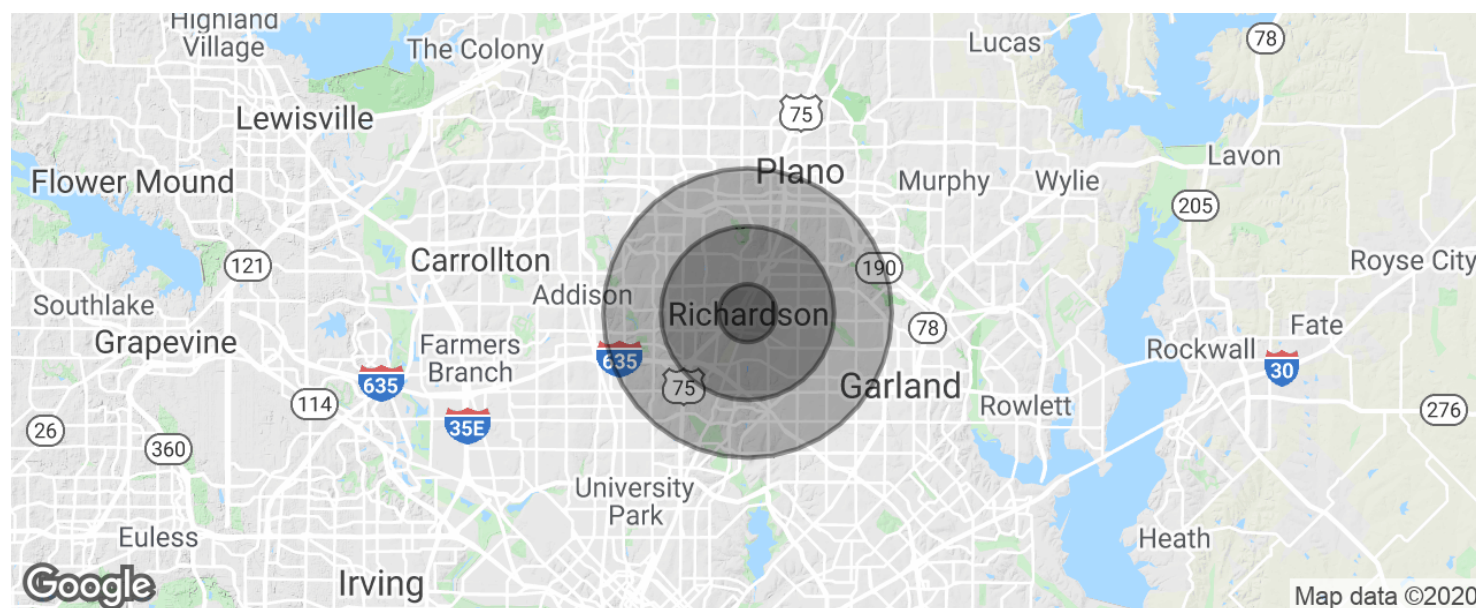 Highland
Village
The Colony
Lucas
78
75
Lewisville
Plano
Lavon
Flower Mound
Murphy
Wylie
205
121
Carrollton
190
Royse City
Southlake
Addison
Richardson
78
Fate
Grapevine
Farmers
Branch
635
Rockwall
30
635
114
75
Garland
Rowlett
276
26
35E
360
University
Park
Euless
Heath
Irving
Google
Map data ©2020